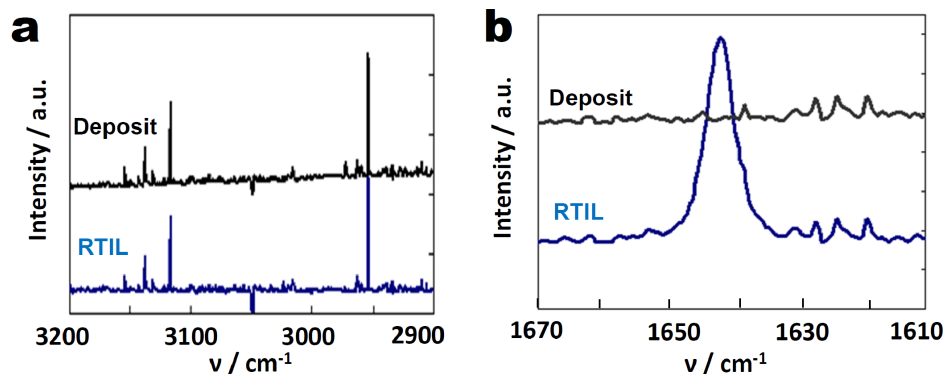 a
Intensity / a.u.
Deposit
RTIL
3200 3100 3000 2900
ν / cm-1
b
Intensity / a.u.
Deposit
RTIL
1670 1650 1630 1610
ν / cm-1